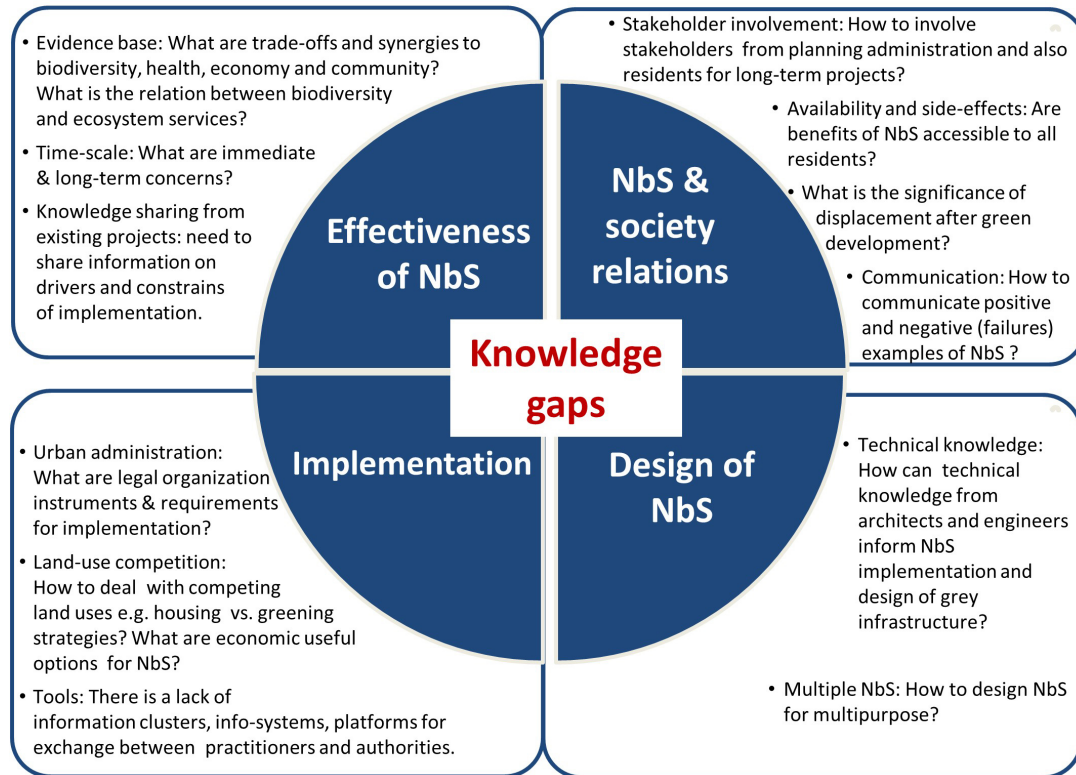 • Evidence base: What are trade-offs and synergies to
biodiversity, health, economy and community?
What is the relation between biodiversity
and ecosystem services?
• Time-scale: What are immediate
& long-term concerns?
• Knowledge sharing from
existing projects: need to
share information on
drivers and constrains
of implementation.
Effectiveness
of NbS
• Stakeholder involvement: How to involve
stakeholders from planning administration and also
residents for long-term projects?
• Availability and side-effects: Are
benefits of NbS accessible to all
residents?
• What is the significance of
displacement after green
development?
• Communication: How to
communicate positive
and negative (failures)
examples of NbS ?
NbS &
society
relations
Knowledge
gaps
• Urban administration:
What are legal organization
instruments & requirements
for implementation?
• Land-use competition:
How to deal with competing
land uses e.g. housing vs. greening
strategies? What are economic useful
options for NbS?
• Tools: There is a lack of
information clusters, info-systems, platforms for
exchange between practitioners and authorities.
Implementation
Design of
NbS
• Technical knowledge:
How can technical
knowledge from
architects and engineers
inform NbS
implementation and
design of grey
infrastructure?
• Multiple NbS: How to design NbS
for multipurpose?